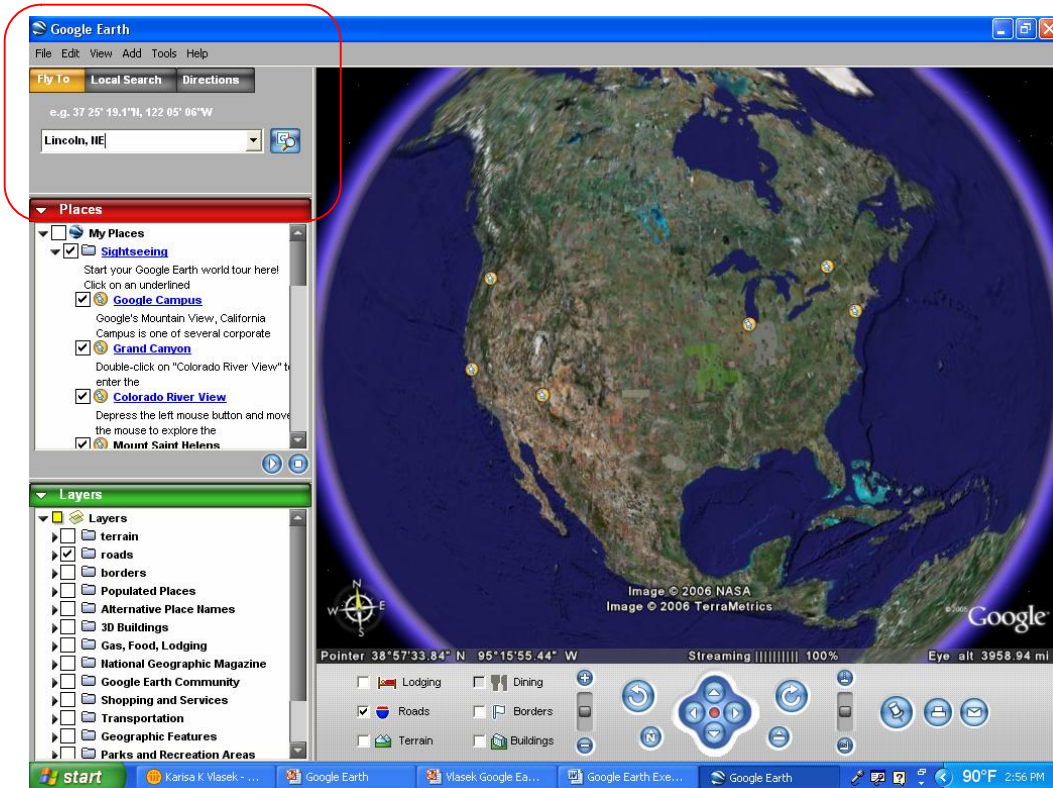 Google Earth
File Edit View Add Tools Help
Fly To Local Search Directions
e.g. 37 25' 19.1"N, 122 05' 06"W
Lincoln, NE
Places
My Places
Sightseeing
Start your Google Earth world tour here!
Click on an underlined
Google Campus
Google's Mountain View, California
Campus is one of several corporate
Grand Canyon
Double-click on "Colorado River View" to
enter the
Colorado River View
Depress the left mouse button and move
the mouse to explore the
Mount Saint Helens
Layers
Layers
terrain
roads
borders
Populated Places
Alternative Place Names
3D Buildings
Gas, Food, Lodging
National Geographic Magazine
Google Earth Community
Shopping and Services
Transportation
Geographic Features
Parks and Recreation Areas
N
W E
S
Image © 2006 NASA
Image © 2006 TerraMetrics
© 2005 Google
Pointer 38°57'33.84" N 95°15'55.44" W Streaming |||||||||| 100% Eye alt 3958.94 mi
Lodging Dining
Roads Borders
Terrain Buildings
N
start Karisa K Vlasek - ... Google Earth Vlasek Google Ea... Google Earth Exe... Google Earth 90°F 2:56 PM